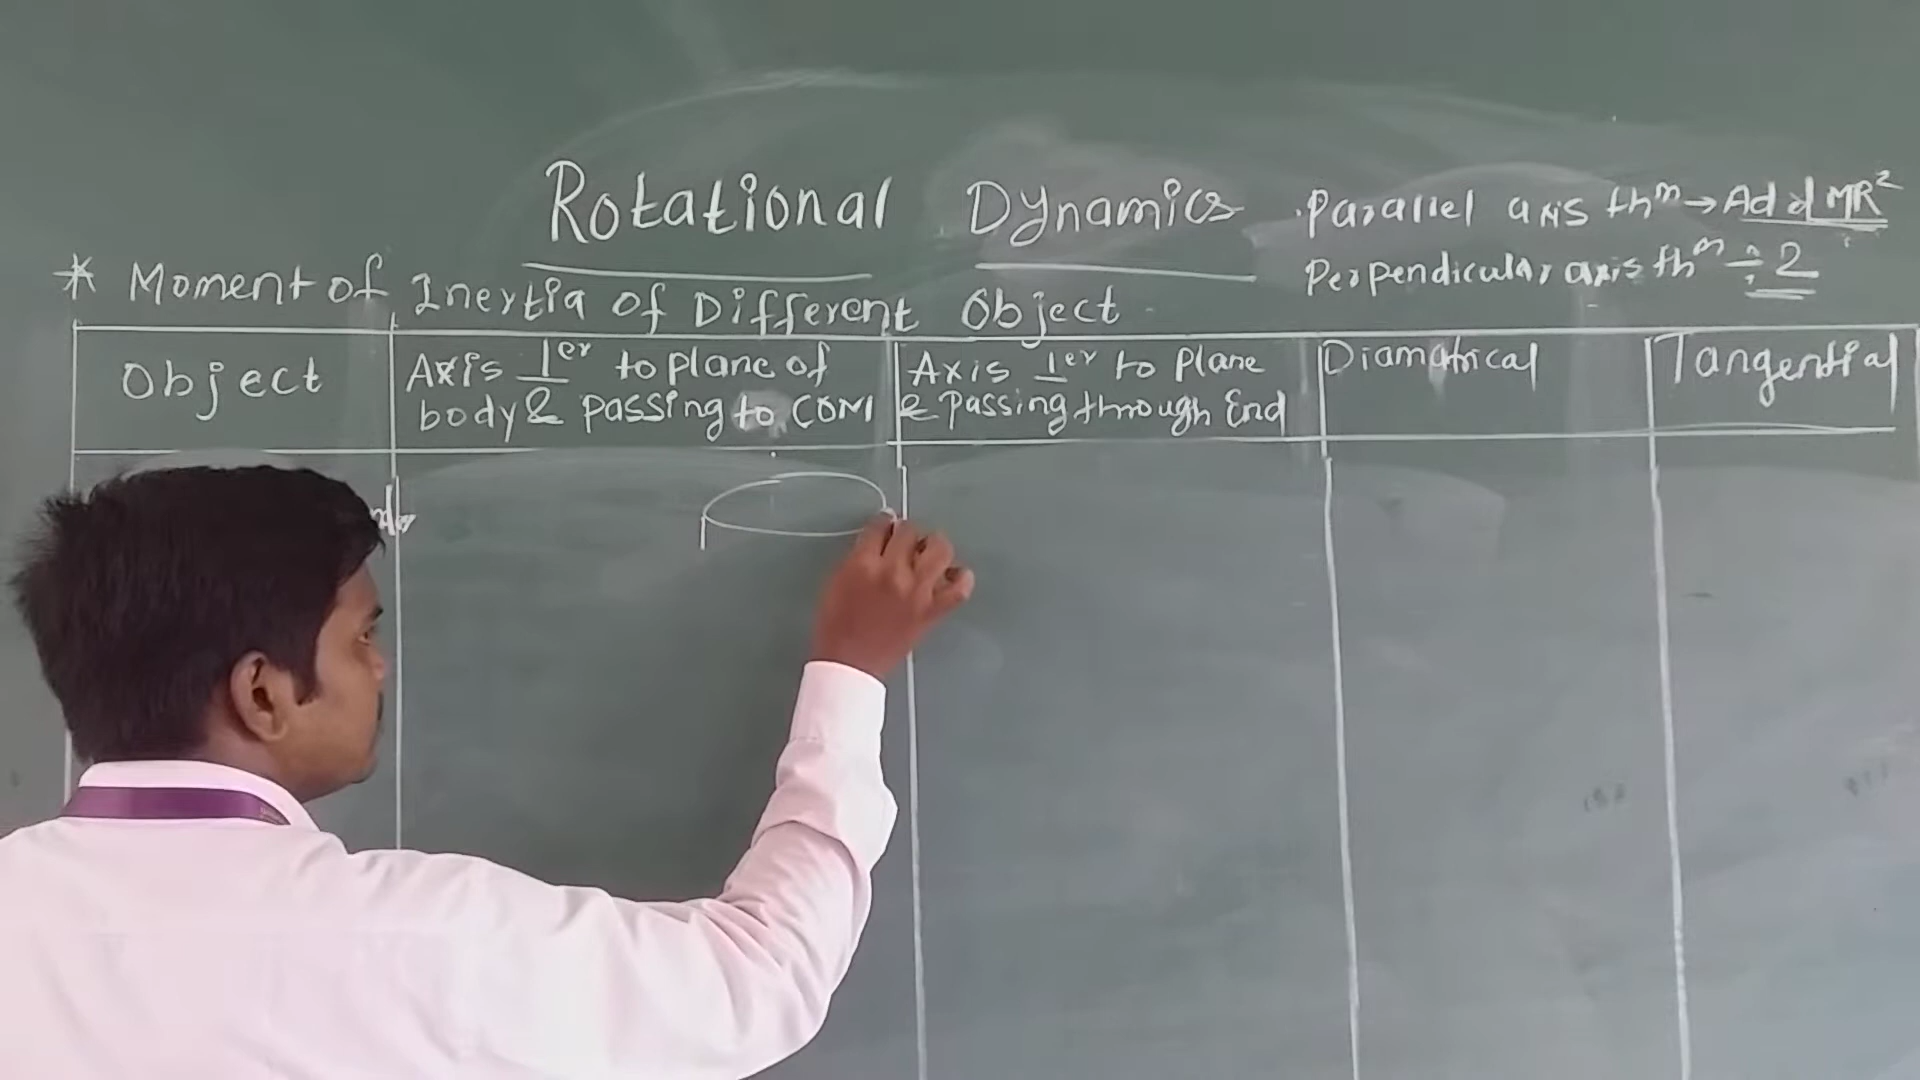 Rotational Dynamics
Parallel axis thm → Add MR²
Perpendicular axis thm ÷ 2
* Moment of Inertia of Different Object
Object
Axis ⊥er to plane of
body & passing to COM
Axis ⊥er to plane
& passing through End
Diamatrical
Tangential